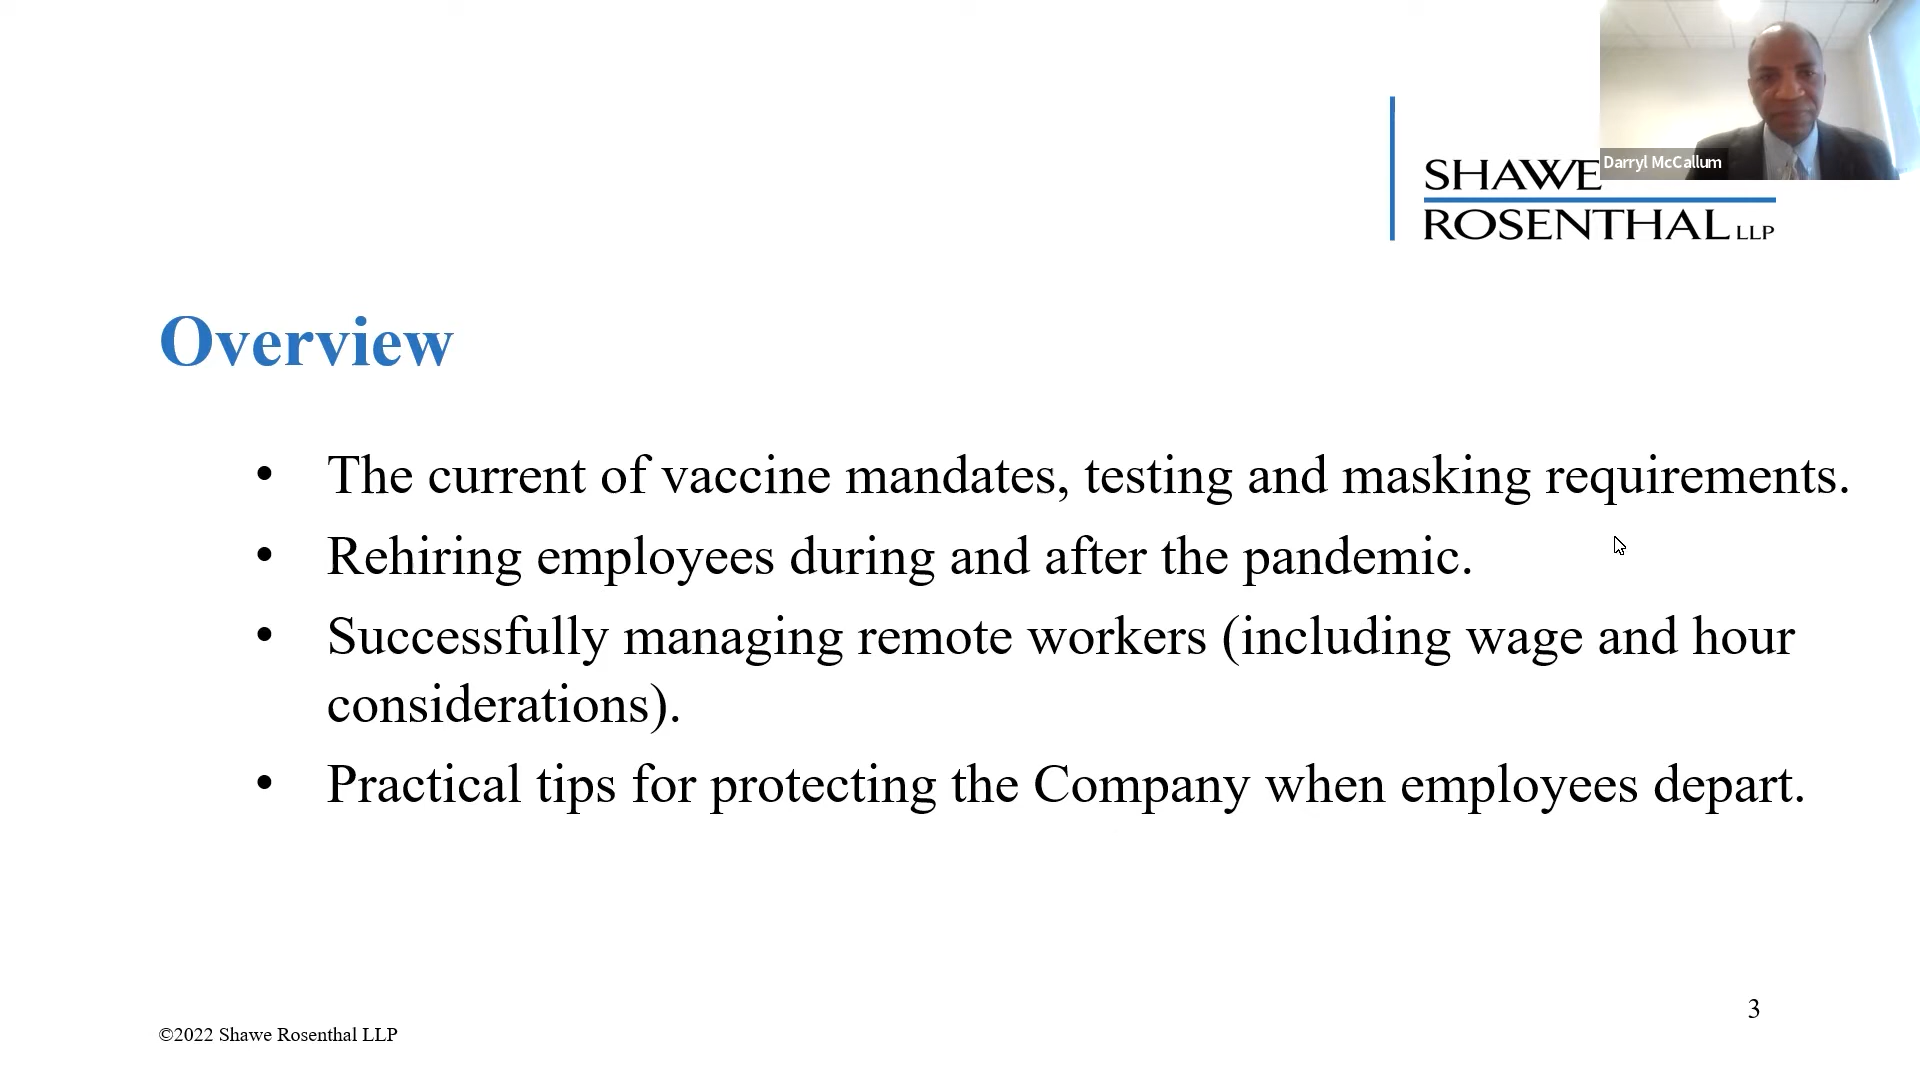 Darryl McCallum
SHAWE
ROSENTHAL LLP
Overview
• The current of vaccine mandates, testing and masking requirements.
• Rehiring employees during and after the pandemic.
• Successfully managing remote workers (including wage and hour
considerations).
• Practical tips for protecting the Company when employees depart.
3
©2022 Shawe Rosenthal LLP